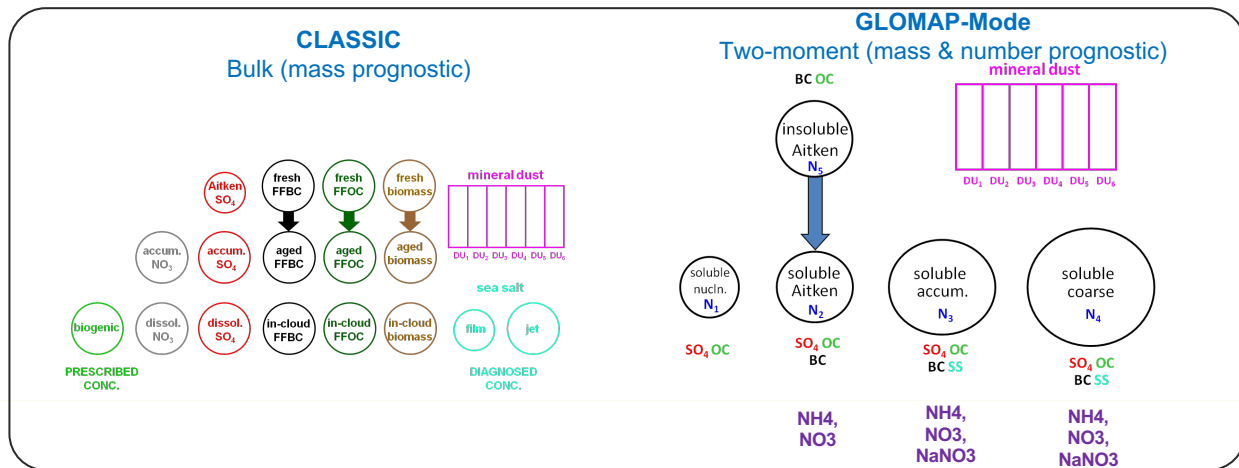 CLASSIC
Bulk (mass prognostic)
Aitken
SO4
fresh
FFBC
fresh
FFOC
fresh
biomass
mineral dust
DU1 DU2 DU3 DU4 DU5 DU6
accum.
NO3
accum.
SO4
aged
FFBC
aged
FFOC
aged
biomass
sea salt
biogenic
dissol.
NO3
dissol.
SO4
in-cloud
FFBC
in-cloud
FFOC
in-cloud
biomass
film
jet
PRESCRIBED
CONC.
DIAGNOSED
CONC.
GLOMAP-Mode
Two-moment (mass & number prognostic)
BC OC
mineral dust
insoluble
Aitken
N5
DU1 DU2 DU3 DU4 DU5 DU6
soluble
nucln.
N1
soluble
Aitken
N2
soluble
accum.
N3
soluble
coarse
N4
SO4 OC
SO4 OC
BC
SO4 OC
BC SS
SO4 OC
BC SS
NH4,
NO3
NH4,
NO3,
NaNO3
NH4,
NO3,
NaNO3